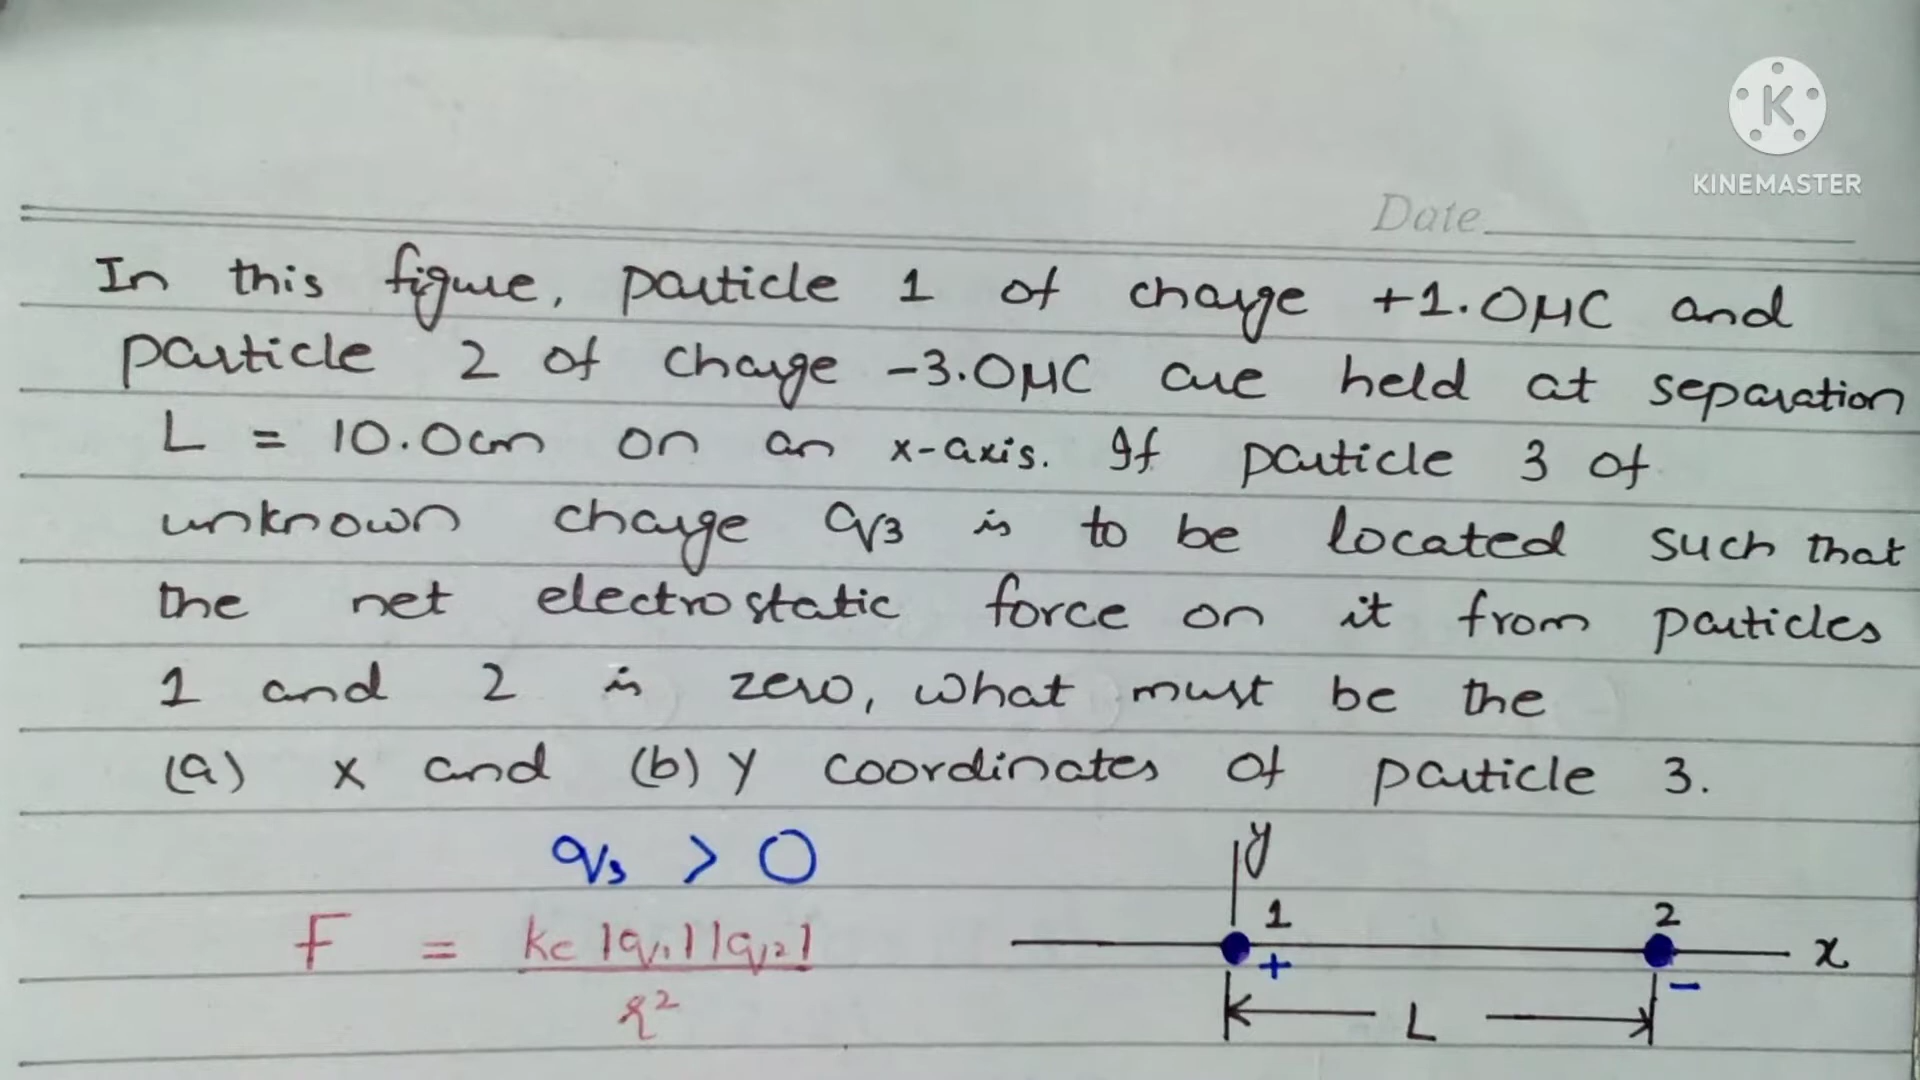 K
KINEMASTER
Date
In this figure, particle 1 of charge +1.0μC and
particle 2 of charge -3.0μC are held at separation
L = 10.0cm on an x-axis. If particle 3 of
unknown charge q3 is to be located such that
the net electrostatic force on it from particles
1 and 2 is zero, what must be the
(a) x and (b) y coordinates of particle 3.
q3 > 0
F = kc |q1| |q2| / r²
y
1 2
x
+ -
L